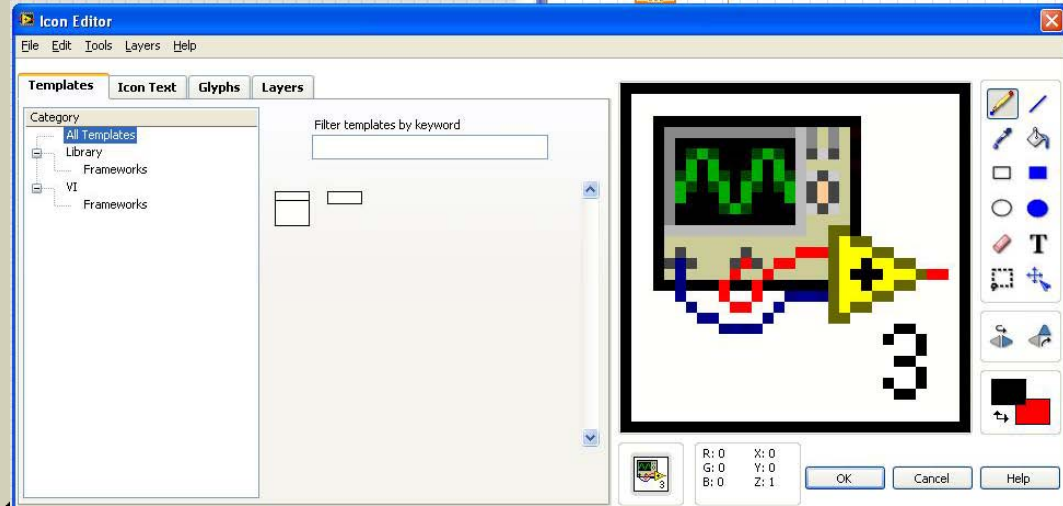 Icon Editor
File Edit Tools Layers Help
Templates Icon Text Glyphs Layers
Category
All Templates
Library
Frameworks
VI
Frameworks
Filter templates by keyword
3
T
3
R: 0 X: 0
G: 0 Y: 0
B: 0 Z: 1
OK Cancel Help